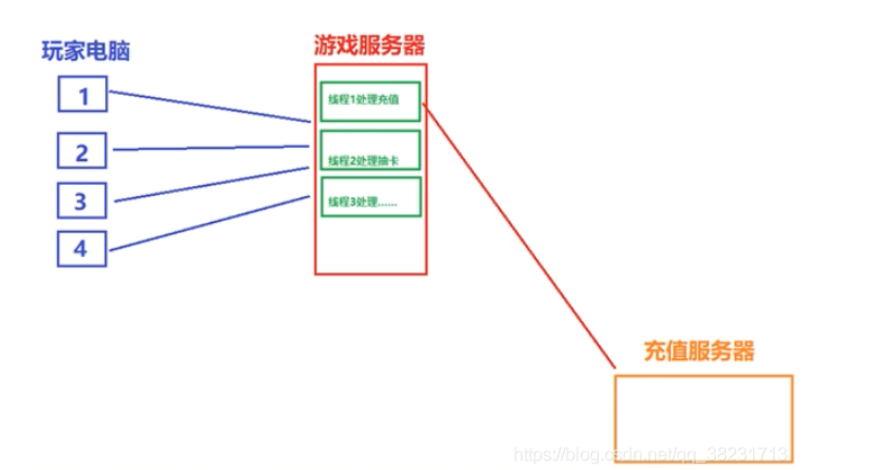 玩家电脑
游戏服务器
1
线程1处理充值
2
线程2处理抽卡
3
线程3处理......
4
充值服务器
https://blog.csdn.net/qq_38231713